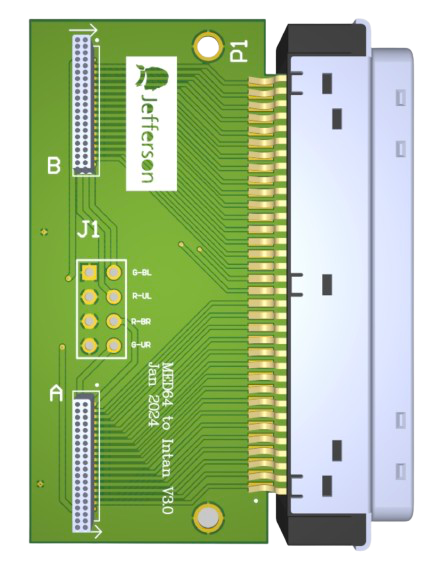 P1
Jefferson
B
J1
G-BL
R-UL
R-BR
G-UR
A
MED64 to Intan V3.0
Jan 2024